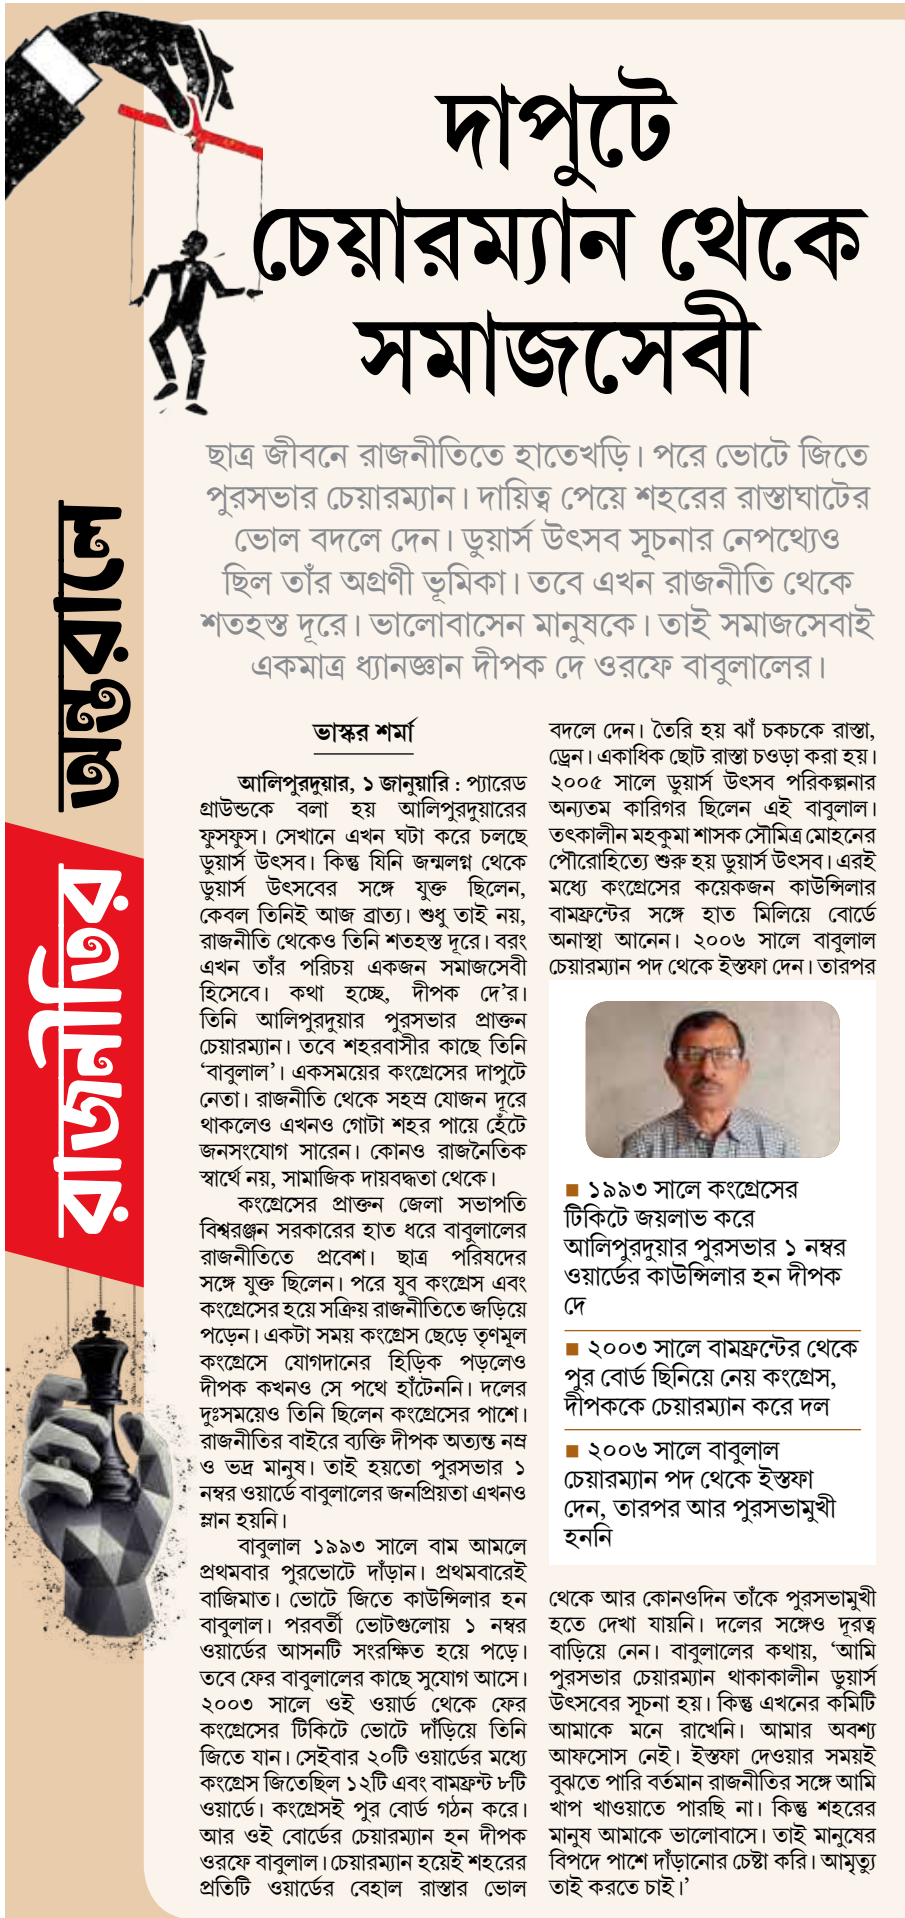 দাপুটে
চেয়ারম্যান থেকে
সমাজসেবী
ছাত্র জীবনে রাজনীতিতে হাতেখড়ি। পরে ভোটে জিতে
পুরসভার চেয়ারম্যান। দায়িত্ব পেয়ে শহরের রাস্তাঘাটের
ভোল বদলে দেন। ডুয়ার্স উৎসব সূচনার নেপথ্যেও
ছিল তাঁর অগ্রণী ভূমিকা। তবে এখন রাজনীতি থেকে
শতহস্ত দূরে। ভালোবাসেন মানুষকে। তাই সমাজসেবাই
একমাত্র ধ্যানজ্ঞান দীপক দে ওরফে বাবুলালের।
রাজনীতির অন্তরালে
ভাস্কর শর্মা
আলিপুরদুয়ার, ১ জানুয়ারি : প্যারেড
গ্রাউন্ডকে বলা হয় আলিপুরদুয়ারের
ফুসফুস। সেখানে এখন ঘটা করে চলছে
ডুয়ার্স উৎসব। কিন্তু যিনি জন্মলগ্ন থেকে
ডুয়ার্স উৎসবের সঙ্গে যুক্ত ছিলেন,
কেবল তিনিই আজ ব্রাত্য। শুধু তাই নয়,
রাজনীতি থেকেও তিনি শতহস্ত দূরে। বরং
এখন তাঁর পরিচয় একজন সমাজসেবী
হিসেবে। কথা হচ্ছে, দীপক দে’র।
তিনি আলিপুরদুয়ার পুরসভার প্রাক্তন
চেয়ারম্যান। তবে শহরবাসীর কাছে তিনি
‘বাবুলাল’। একসময়ের কংগ্রেসের দাপুটে
নেতা। রাজনীতি থেকে সহস্র যোজন দূরে
থাকলেও এখনও গোটা শহর পায়ে হেঁটে
জনসংযোগ সারেন। কোনও রাজনৈতিক
স্বার্থে নয়, সামাজিক দায়বদ্ধতা থেকে।
কংগ্রেসের প্রাক্তন জেলা সভাপতি
বিশ্বরঞ্জন সরকারের হাত ধরে বাবুলালের
রাজনীতিতে প্রবেশ। ছাত্র পরিষদের
সঙ্গে যুক্ত ছিলেন। পরে যুব কংগ্রেস এবং
কংগ্রেসের হয়ে সক্রিয় রাজনীতিতে জড়িয়ে
পড়েন। একটা সময় কংগ্রেস ছেড়ে তৃণমূল
কংগ্রেসে যোগদানের হিড়িক পড়লেও
দীপক কখনও সে পথে হাঁটেননি। দলের
দুঃসময়েও তিনি ছিলেন কংগ্রেসের পাশে।
রাজনীতির বাইরে ব্যক্তি দীপক অত্যন্ত নম্র
ও ভদ্র মানুষ। তাই হয়তো পুরসভার ১
নম্বর ওয়ার্ডে বাবুলালের জনপ্রিয়তা এখনও
ম্লান হয়নি।
বাবুলাল ১৯৯৩ সালে বাম আমলে
প্রথমবার পুরভোটে দাঁড়ান। প্রথমবারেই
বাজিমাত। ভোটে জিতে কাউন্সিলার হন
বাবুলাল। পরবর্তী ভোটগুলোয় ১ নম্বর
ওয়ার্ডের আসনটি সংরক্ষিত হয়ে পড়ে।
তবে ফের বাবুলালের কাছে সুযোগ আসে।
২০০৩ সালে ওই ওয়ার্ড থেকে ফের
কংগ্রেসের টিকিটে ভোটে দাঁড়িয়ে তিনি
জিতে যান। সেইবার ২০টি ওয়ার্ডের মধ্যে
কংগ্রেস জিতেছিল ১২টি এবং বামফ্রন্ট ৮টি
ওয়ার্ডে। কংগ্রেসই পুর বোর্ড গঠন করে।
আর ওই বোর্ডের চেয়ারম্যান হন দীপক
ওরফে বাবুলাল। চেয়ারম্যান হয়েই শহরের
প্রতিটি ওয়ার্ডের বেহাল রাস্তার ভোল
বদলে দেন। তৈরি হয় ঝাঁ চকচকে রাস্তা,
ড্রেন। একাধিক ছোট রাস্তা চওড়া করা হয়।
২০০৫ সালে ডুয়ার্স উৎসব পরিকল্পনার
অন্যতম কারিগর ছিলেন এই বাবুলাল।
তৎকালীন মহকুমা শাসক সৌমিত্র মোহনের
পৌরোহিত্যে শুরু হয় ডুয়ার্স উৎসব। এরই
মধ্যে কংগ্রেসের কয়েকজন কাউন্সিলার
বামফ্রন্টের সঙ্গে হাত মিলিয়ে বোর্ডে
অনাস্থা আনেন। ২০০৬ সালে বাবুলাল
চেয়ারম্যান পদ থেকে ইস্তফা দেন। তারপর
■ ১৯৯৩ সালে কংগ্রেসের
টিকিটে জয়লাভ করে
আলিপুরদুয়ার পুরসভার ১ নম্বর
ওয়ার্ডের কাউন্সিলার হন দীপক
দে
■ ২০০৩ সালে বামফ্রন্টের থেকে
পুর বোর্ড ছিনিয়ে নেয় কংগ্রেস,
দীপককে চেয়ারম্যান করে দল
■ ২০০৬ সালে বাবুলাল
চেয়ারম্যান পদ থেকে ইস্তফা
দেন, তারপর আর পুরসভামুখী
হননি
থেকে আর কোনওদিন তাঁকে পুরসভামুখী
হতে দেখা যায়নি। দলের সঙ্গেও দূরত্ব
বাড়িয়ে নেন। বাবুলালের কথায়, ‘আমি
পুরসভার চেয়ারম্যান থাকাকালীন ডুয়ার্স
উৎসবের সূচনা হয়। কিন্তু এখনের কমিটি
আমাকে মনে রাখেনি। আমার অবশ্য
আফসোস নেই। ইস্তফা দেওয়ার সময়ই
বুঝতে পারি বর্তমান রাজনীতির সঙ্গে আমি
খাপ খাওয়াতে পারছি না। কিন্তু শহরের
মানুষ আমাকে ভালোবাসে। তাই মানুষের
বিপদে পাশে দাঁড়ানোর চেষ্টা করি। আমৃত্যু
তাই করতে চাই।’